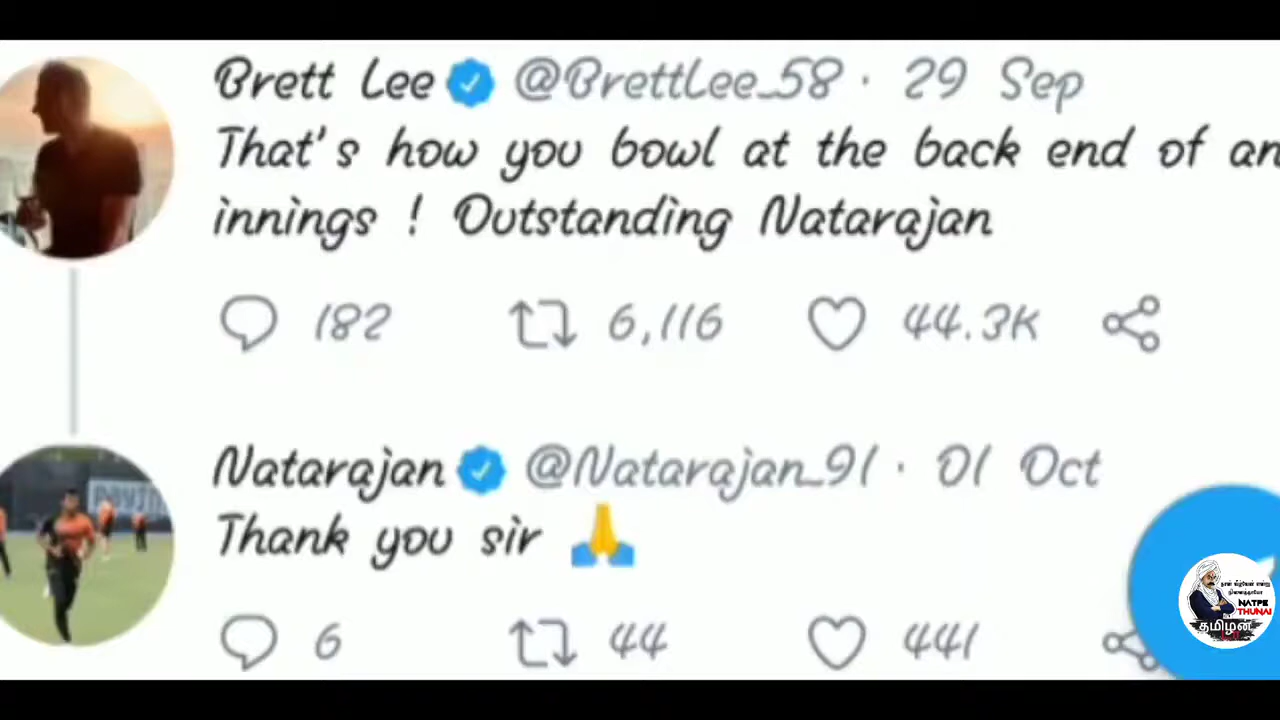 Brett Lee @BrettLee_58 · 29 Sep
That's how you bowl at the back end of an
innings ! Outstanding Natarajan
182 6,116 44.3K
Natarajan @Natarajan_91 · 01 Oct
Thank you sir 🙏
6 44 441
NATPE
THUNAI
தமிழன்